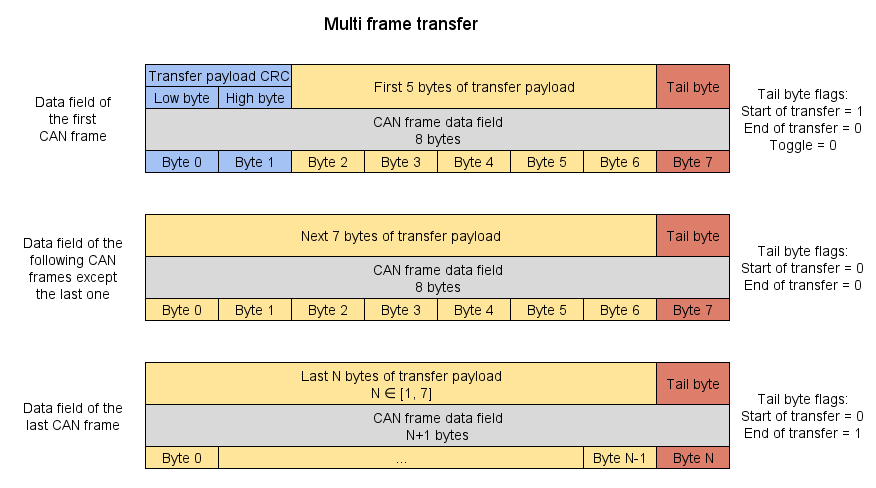 Multi frame transfer
Data field of
the first
CAN frame
Transfer payload CRC
Low byte
High byte
First 5 bytes of transfer payload
Tail byte
CAN frame data field
8 bytes
Byte 0
Byte 1
Byte 2
Byte 3
Byte 4
Byte 5
Byte 6
Byte 7
Tail byte flags:
Start of transfer = 1
End of transfer = 0
Toggle = 0
Data field of the
following CAN
frames except
the last one
Next 7 bytes of transfer payload
Tail byte
CAN frame data field
8 bytes
Byte 0
Byte 1
Byte 2
Byte 3
Byte 4
Byte 5
Byte 6
Byte 7
Tail byte flags:
Start of transfer = 0
End of transfer = 0
Data field of the
last CAN frame
Last N bytes of transfer payload
N ∈ [1, 7]
Tail byte
CAN frame data field
N+1 bytes
Byte 0
...
Byte N-1
Byte N
Tail byte flags:
Start of transfer = 0
End of transfer = 1